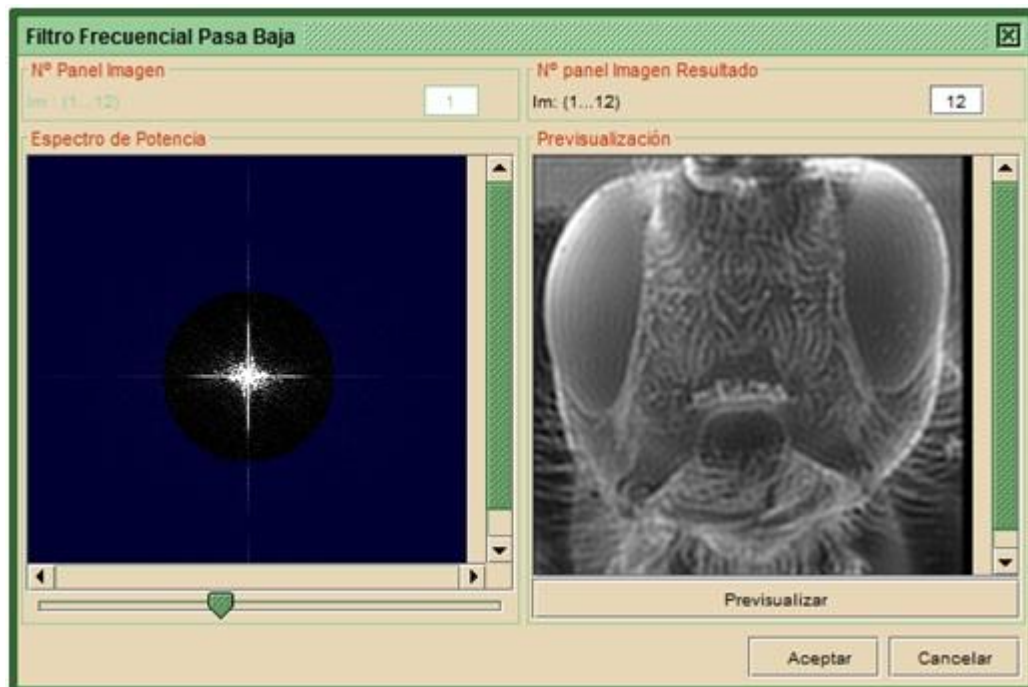 Filtro Frecuencial Pasa Baja
Nº Panel Imagen
Im: (1...12)
1
Nº panel Imagen Resultado
Im: (1...12)
12
Espectro de Potencia
Previsualización
Previsualizar
Aceptar
Cancelar